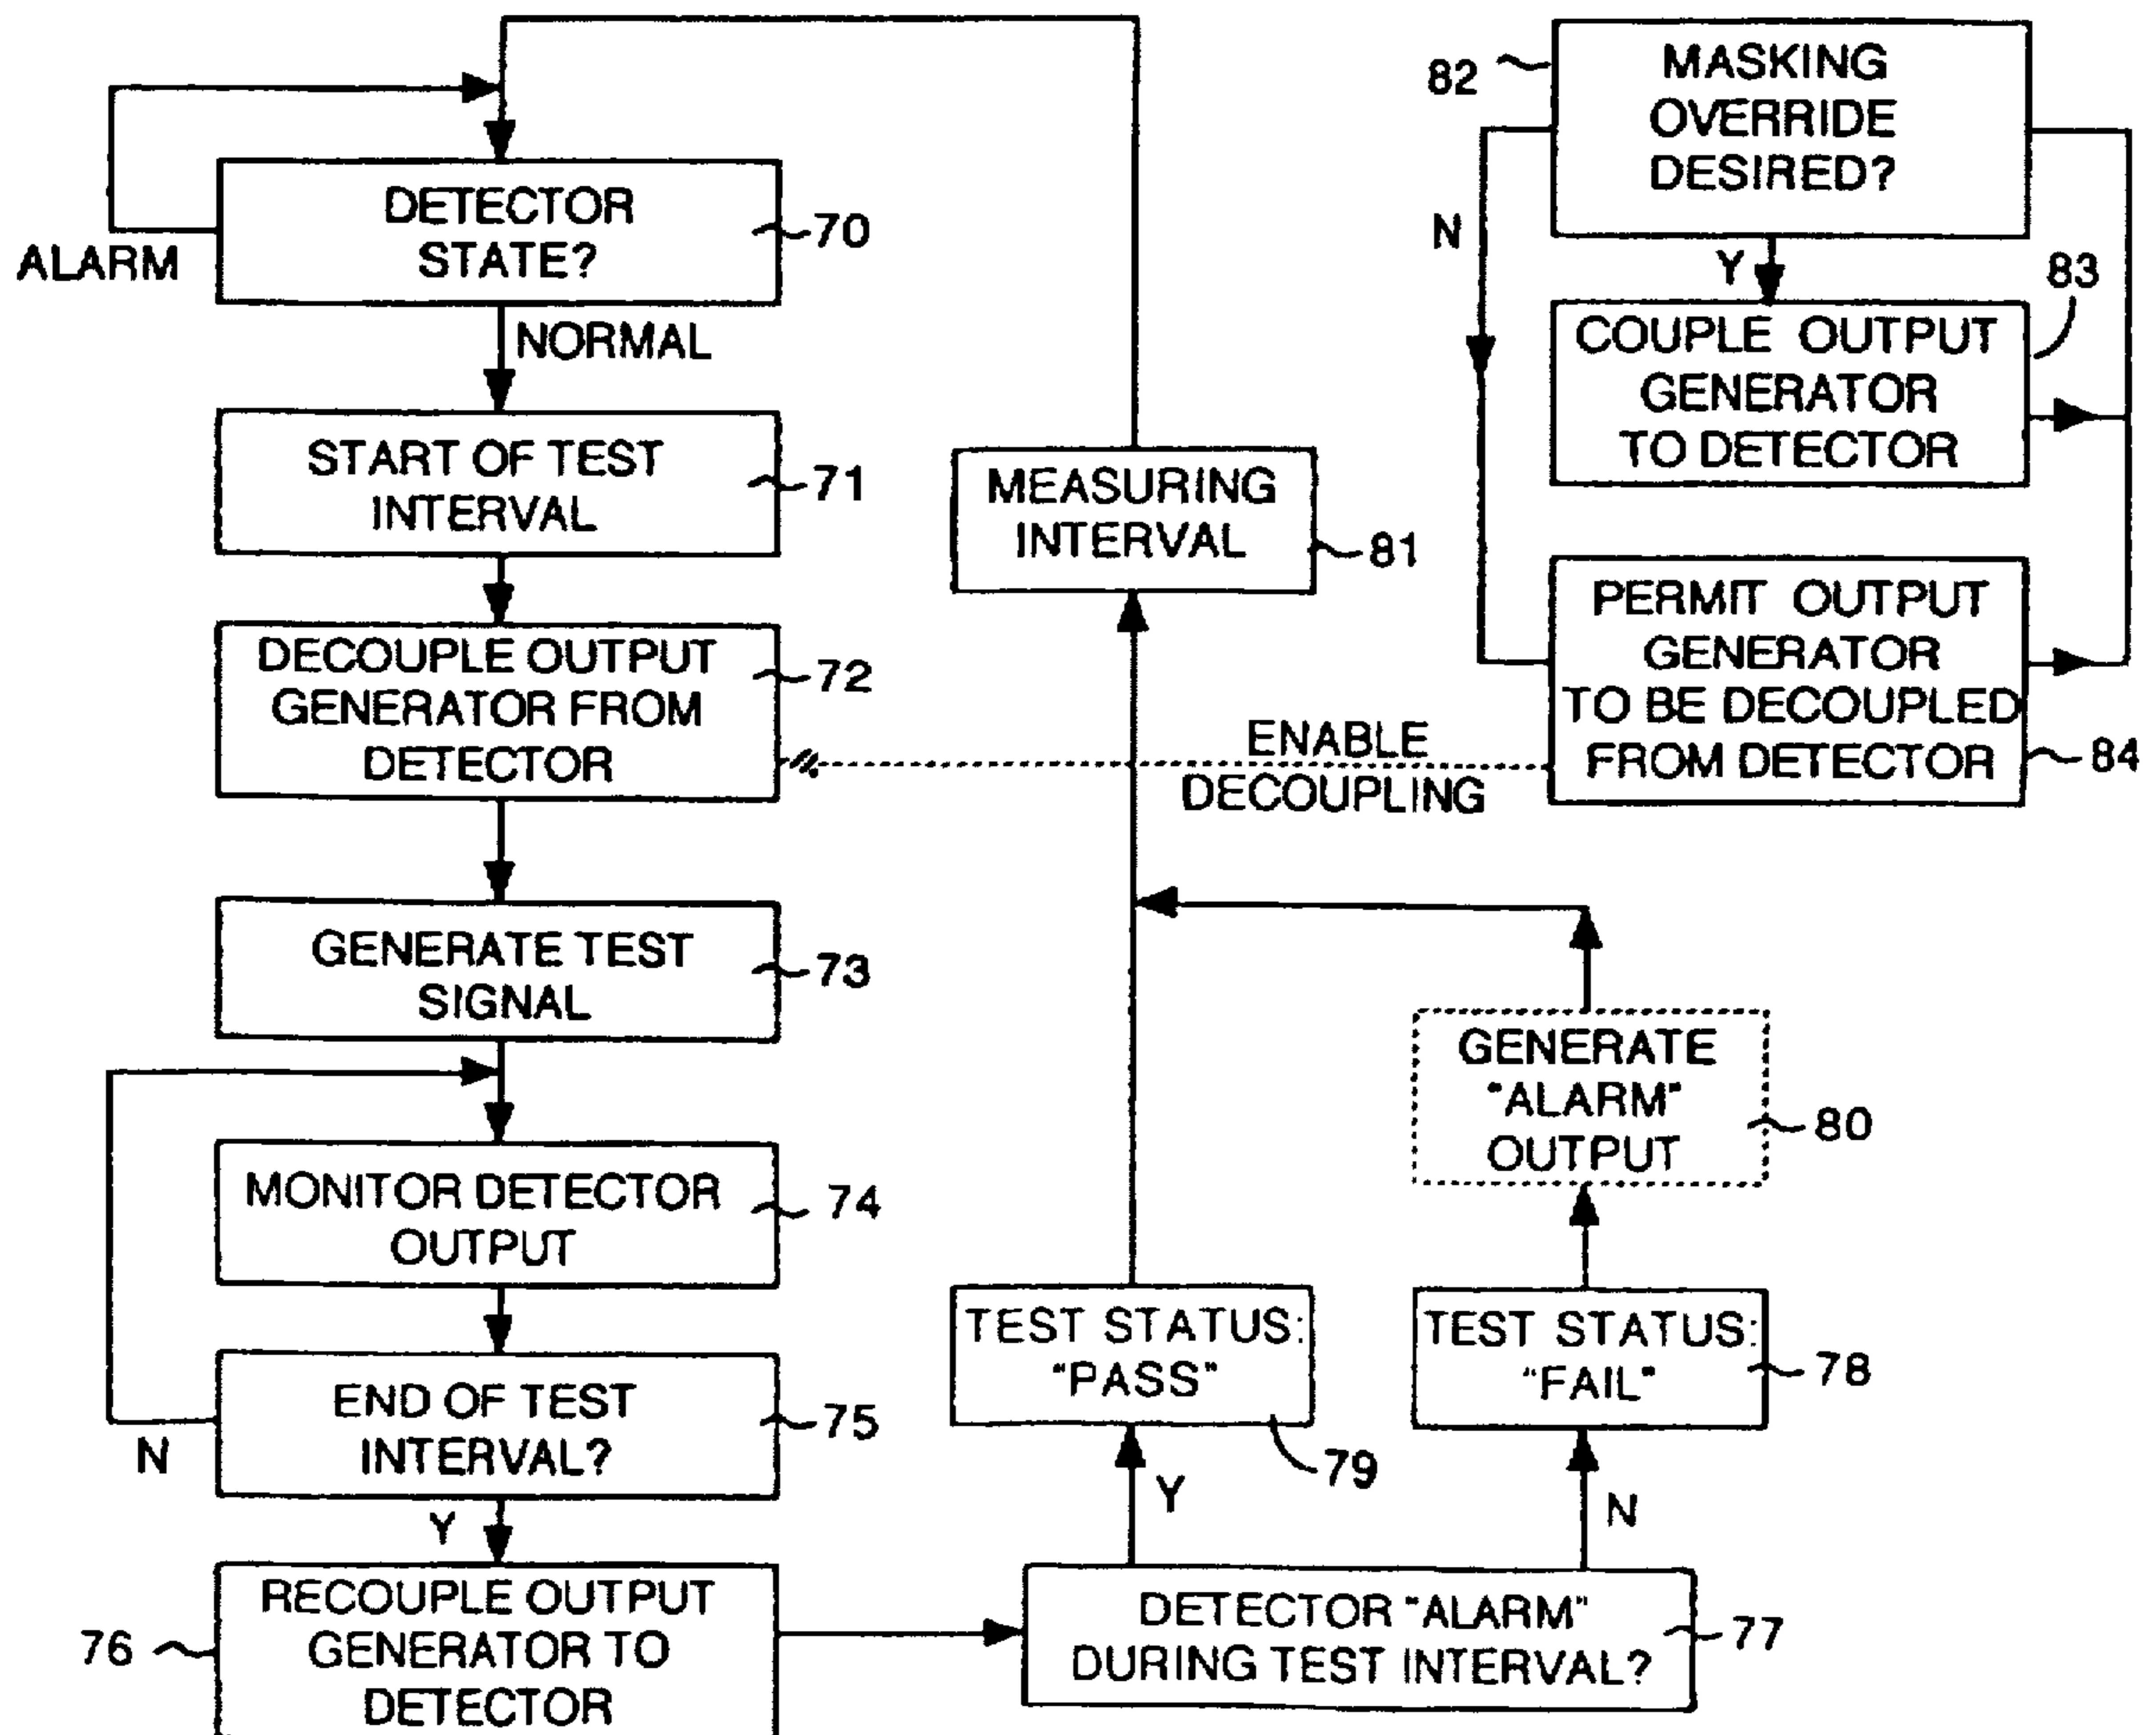 DETECTOR
STATE?
70
ALARM
NORMAL
START OF TEST
INTERVAL
71
DECOUPLE OUTPUT
GENERATOR FROM
DETECTOR
72
GENERATE TEST
SIGNAL
73
MONITOR DETECTOR
OUTPUT
74
END OF TEST
INTERVAL?
75
N
Y
RECOUPLE OUTPUT
GENERATOR TO
DETECTOR
76
DETECTOR "ALARM"
DURING TEST INTERVAL?
77
Y
N
TEST STATUS:
"PASS"
79
TEST STATUS:
"FAIL"
78
GENERATE
"ALARM"
OUTPUT
80
MEASURING
INTERVAL
81
MASKING
OVERRIDE
DESIRED?
82
N
Y
COUPLE OUTPUT
GENERATOR
TO DETECTOR
83
PERMIT OUTPUT
GENERATOR
TO BE DECOUPLED
FROM DETECTOR
84
ENABLE
DECOUPLING